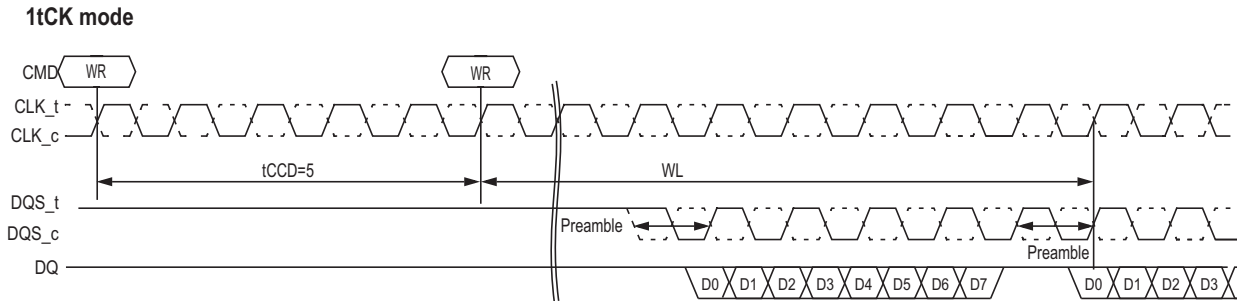 1tCK mode
CMD WR WR
CLK_t
CLK_c
tCCD=5 WL
DQS_t
Preamble
DQS_c
Preamble
DQ D0 D1 D2 D3 D4 D5 D6 D7 D0 D1 D2 D3